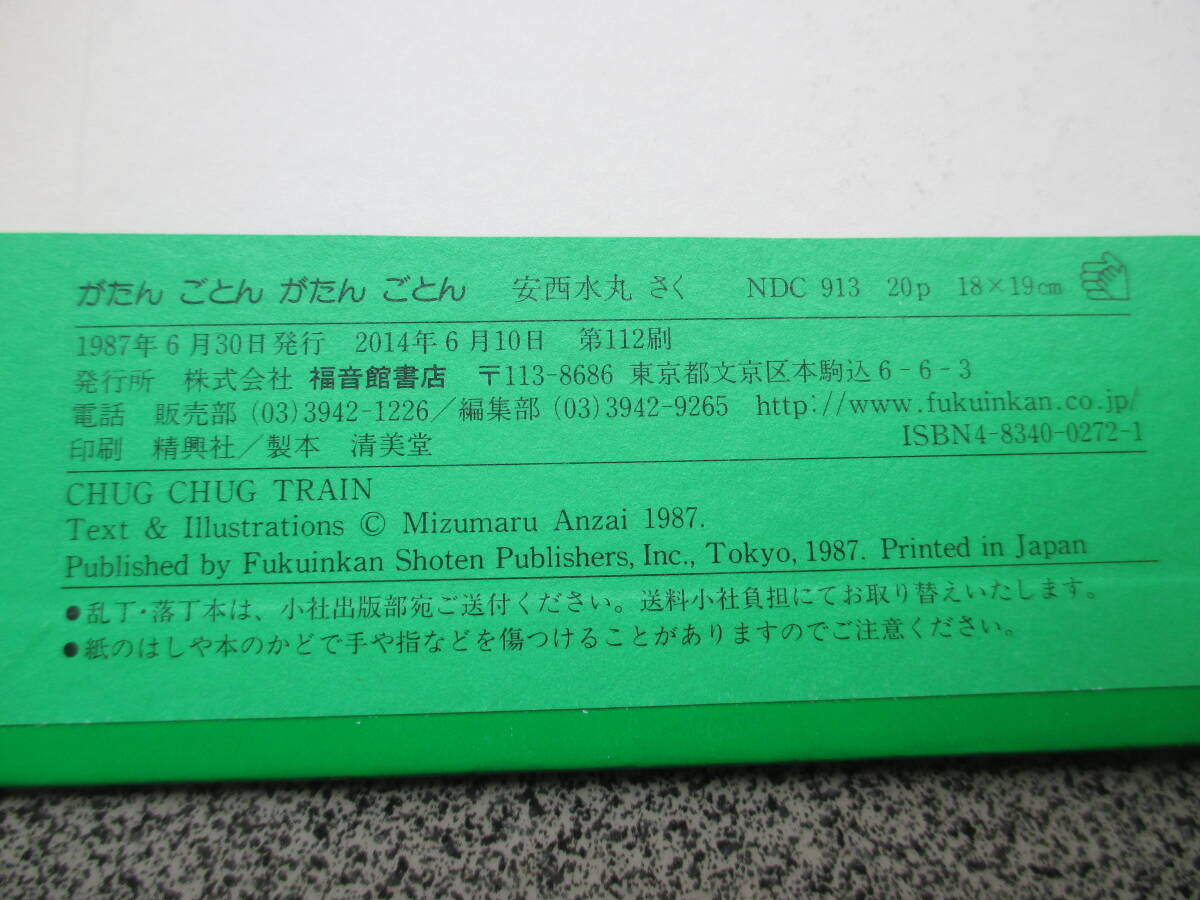 がたん ごとん がたん ごとん 安西水丸 さく NDC 913 20p 18×19cm
1987年6月30日発行 2014年6月10日 第112刷
発行所 株式会社 福音館書店 〒113-8686 東京都文京区本駒込6-6-3
電話 販売部 (03)3942-1226／編集部 (03)3942-9265 http://www.fukuinkan.co.jp/
印刷 精興社／製本 清美堂 ISBN4-8340-0272-1
CHUG CHUG TRAIN
Text & Illustrations © Mizumaru Anzai 1987.
Published by Fukuinkan Shoten Publishers, Inc., Tokyo, 1987. Printed in Japan
●乱丁・落丁本は、小社出版部宛ご送付ください。送料小社負担にてお取り替えいたします。
●紙のはしや本のかどで手や指などを傷つけることがありますのでご注意ください。